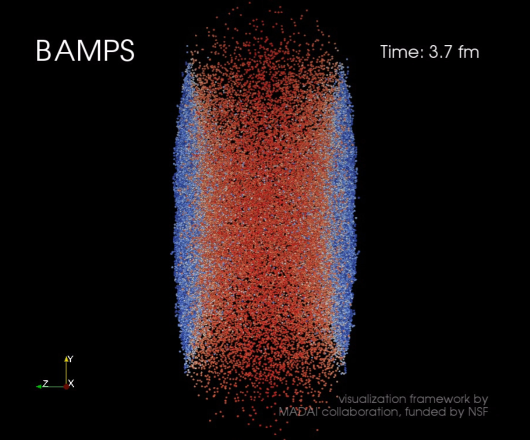 BAMPS
Time: 3.7 fm
Y
Z X
"visualization framework by
MADAI collaboration, funded by NSF